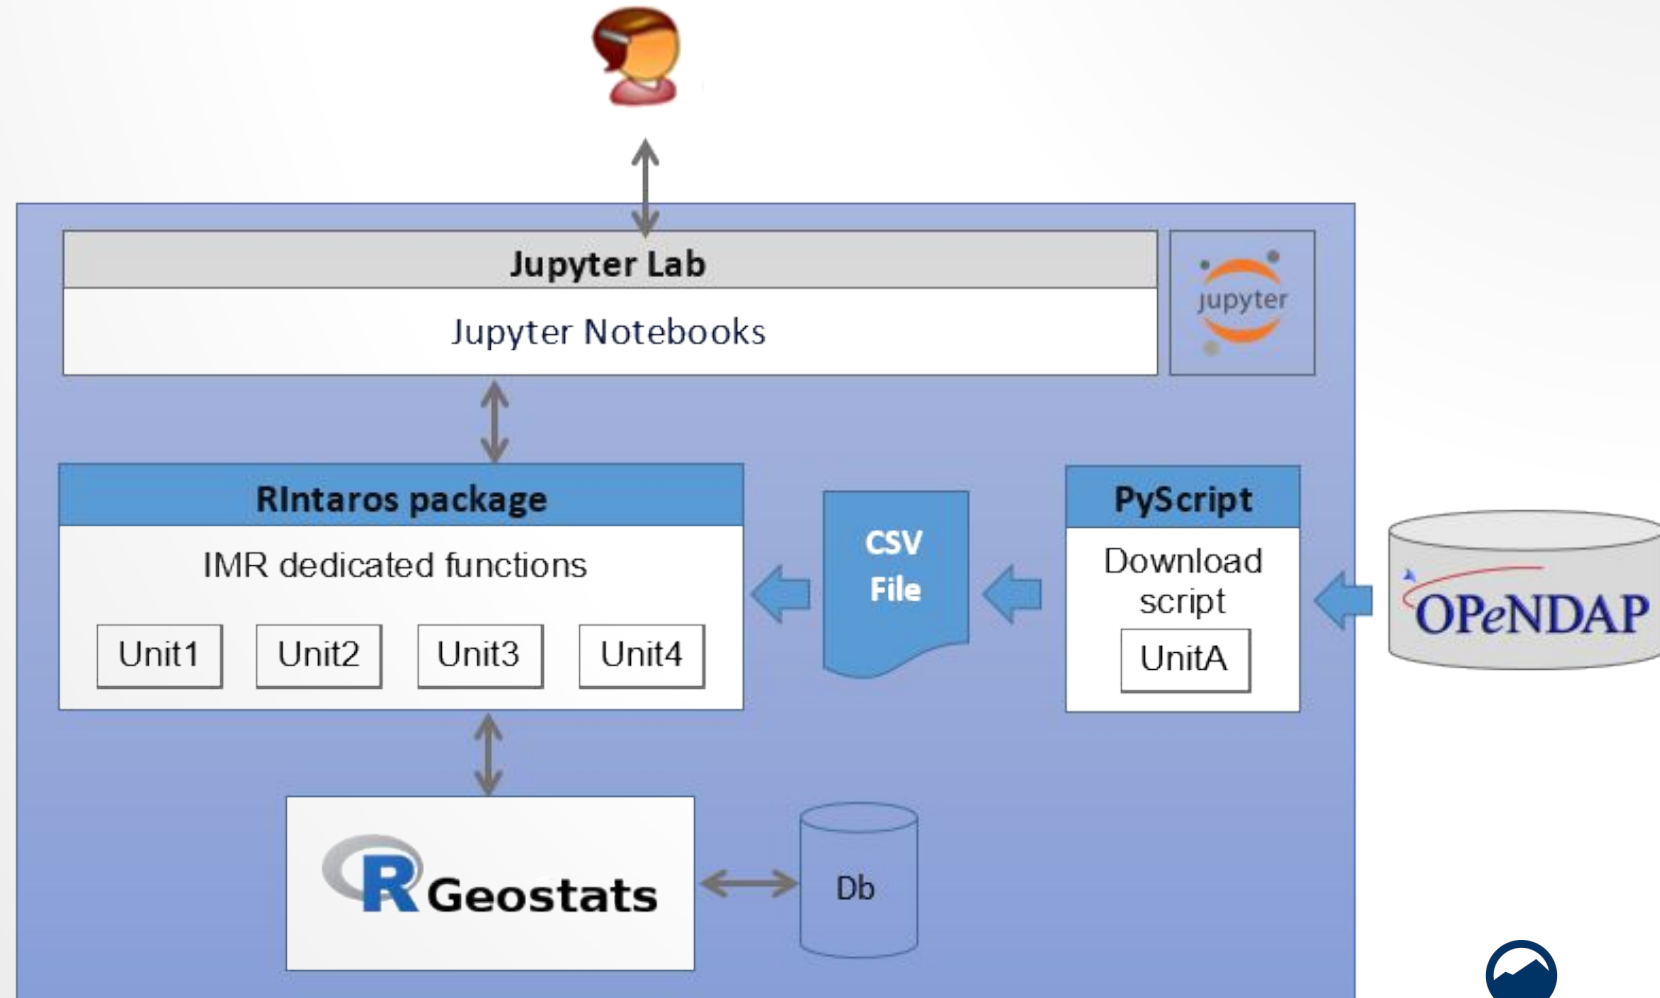 Jupyter Lab
Jupyter Notebooks
jupyter
RIntaros package
IMR dedicated functions
Unit1
Unit2
Unit3
Unit4
CSV
File
PyScript
Download
script
UnitA
OPeNDAP
R Geostats
Db